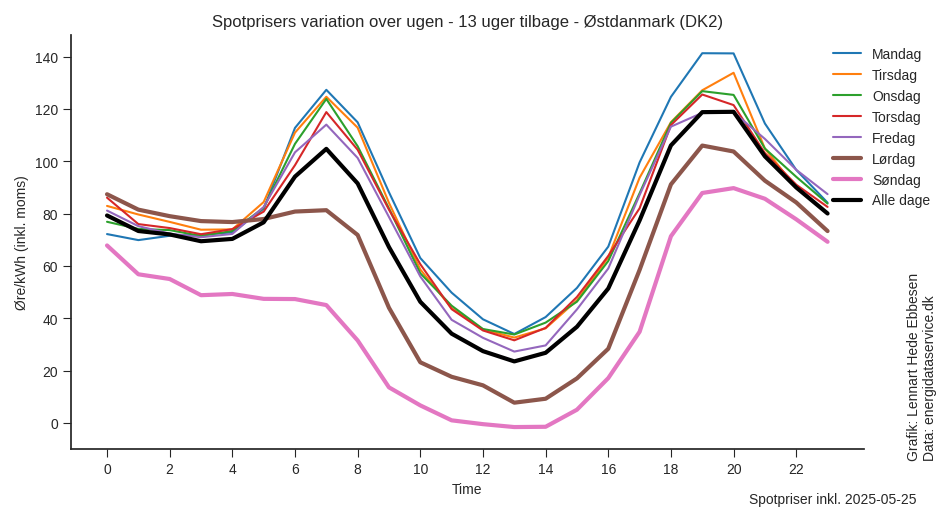 Spotprisers variation over ugen - 13 uger tilbage - Østdanmark (DK2)
Øre/kWh (inkl. moms)
140
120
100
80
60
40
20
0
0 2 4 6 8 10 12 14 16 18 20 22
Time
Mandag
Tirsdag
Onsdag
Torsdag
Fredag
Lørdag
Søndag
Alle dage
Grafik: Lennart Hede Ebbesen
Data: energidataservice.dk
Spotpriser inkl. 2025-05-25